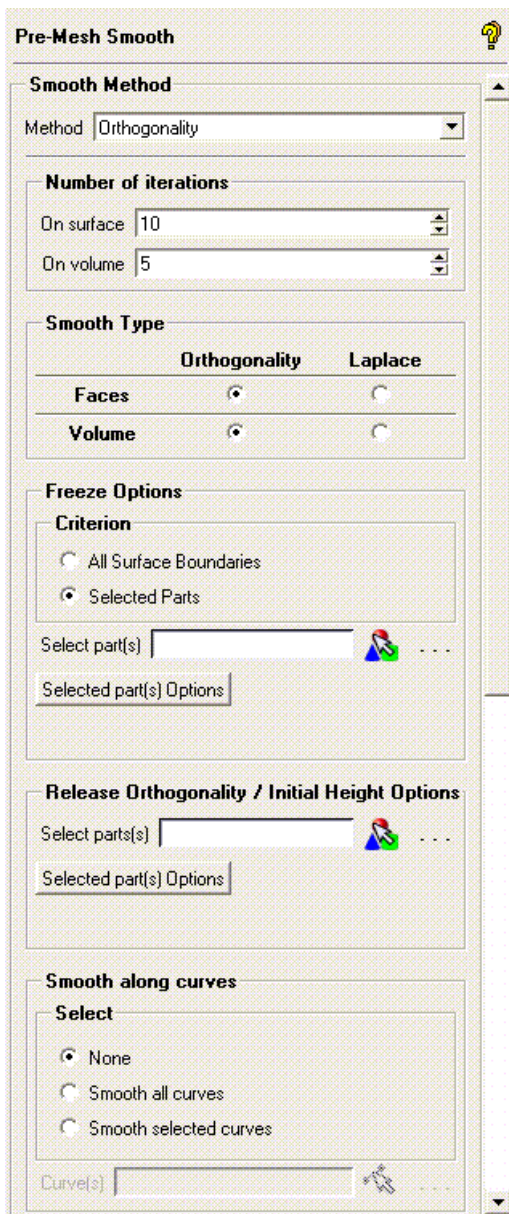 Pre-Mesh Smooth
Smooth Method
Method Orthogonality
Number of iterations
On surface 10
On volume 5
Smooth Type
Orthogonality Laplace
Faces
Volume
Freeze Options
Criterion
All Surface Boundaries
Selected Parts
Select part(s) ...
Selected part(s) Options
Release Orthogonality / Initial Height Options
Select parts(s) ...
Selected part(s) Options
Smooth along curves
Select
None
Smooth all curves
Smooth selected curves
Curve(s) ...